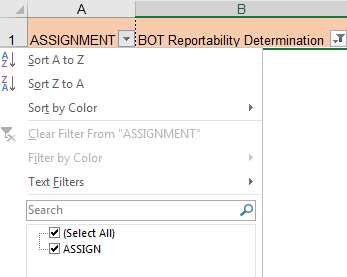 A B
1 ASSIGNMENT BOT Reportability Determination
A Z Sort A to Z
Z A Sort Z to A
Sort by Color
Clear Filter From "ASSIGNMENT"
Filter by Color
Text Filters
Search
(Select All)
ASSIGN